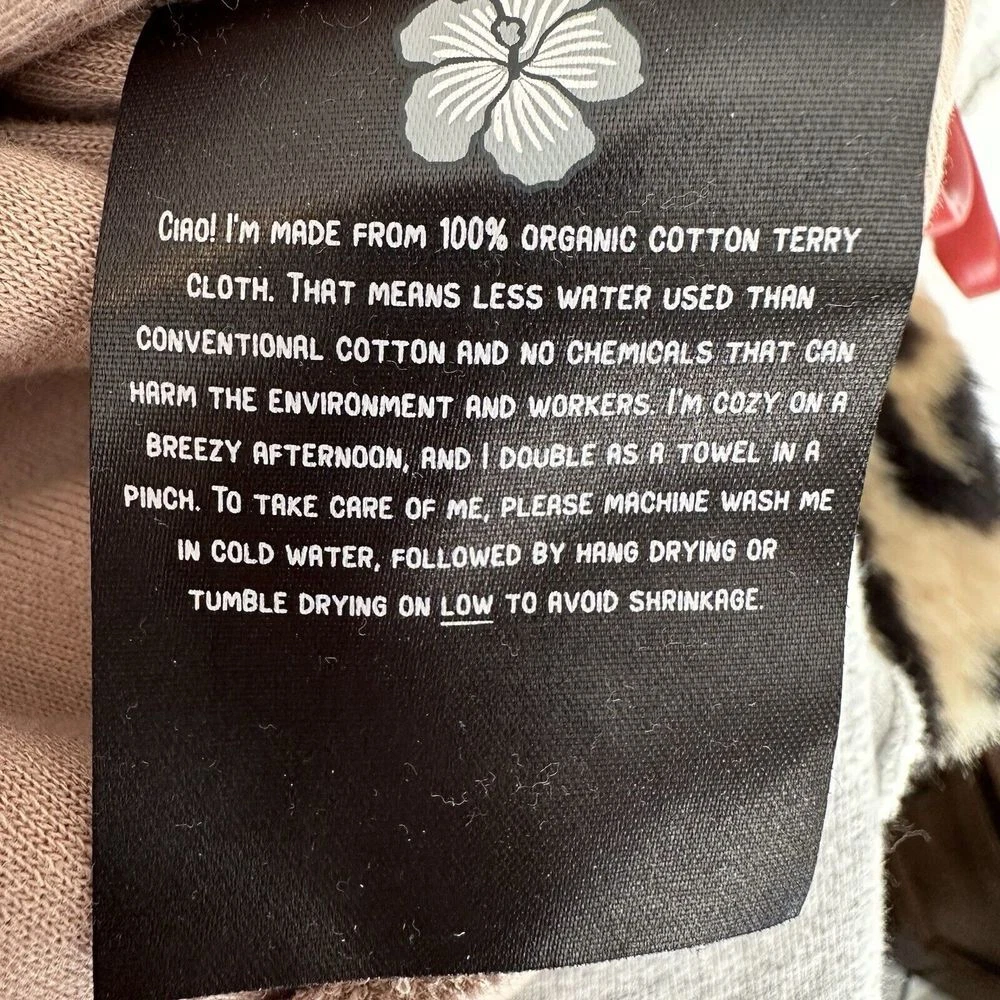 CIAO! I'M MADE FROM 100% ORGANIC COTTON TERRY
CLOTH. THAT MEANS LESS WATER USED THAN
CONVENTIONAL COTTON AND NO CHEMICALS THAT CAN
HARM THE ENVIRONMENT AND WORKERS. I'M COZY ON A
BREEZY AFTERNOON, AND I DOUBLE AS A TOWEL IN A
PINCH. TO TAKE CARE OF ME, PLEASE MACHINE WASH ME
IN COLD WATER, FOLLOWED BY HANG DRYING OR
TUMBLE DRYING ON LOW TO AVOID SHRINKAGE.